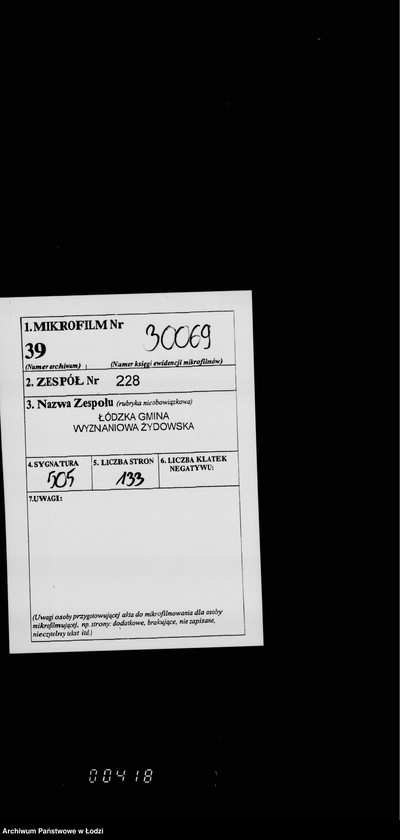 1. MIKROFILM Nr 30069
39
(Numer archiwum) (Numer księgi ewidencji mikrofilmów)
2. ZESPÓŁ Nr 228
3. Nazwa Zespołu (rubryka nieobowiązkowa)
ŁÓDZKA GMINA
WYZNANIOWA ŻYDOWSKA
4. SYGNATURA 5. LICZBA STRON 6. LICZBA KLATEK
NEGATYWU:
505 133
7. UWAGI:
(Uwagi osoby przygotowującej akta do mikrofilmowania dla osoby
mikrofilmującej, np. strony: dodatkowe, brakujące, nie zapisane,
nieczytelny tekst itd.)
00418
Archiwum Państwowe w Łodzi